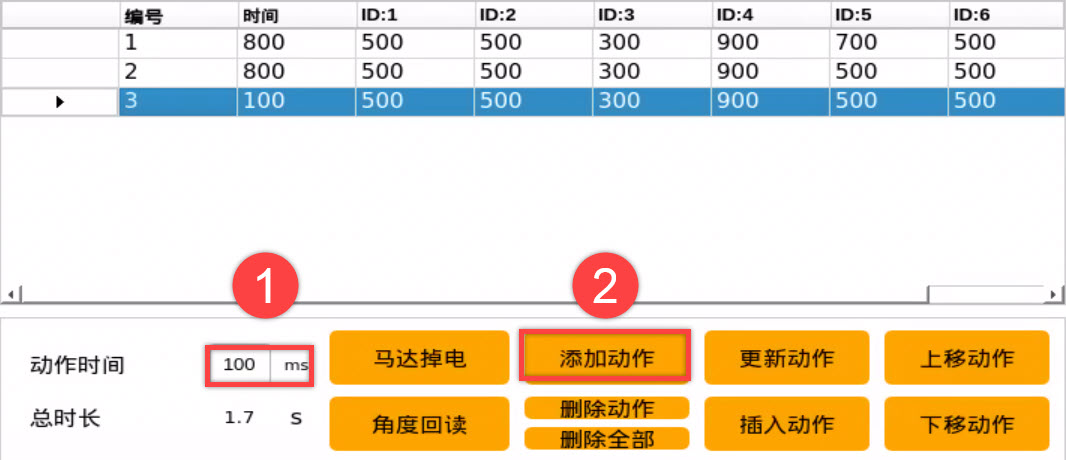 编号 时间 ID:1 ID:2 ID:3 ID:4 ID:5 ID:6
1 800 500 500 300 900 700 500
2 800 500 500 300 900 500 500
3 100 500 500 300 900 500 500
1 2
动作时间 100 ms 马达掉电 添加动作 更新动作 上移动作
总时长 1.7 S 角度回读 删除动作 插入动作 下移动作
删除全部